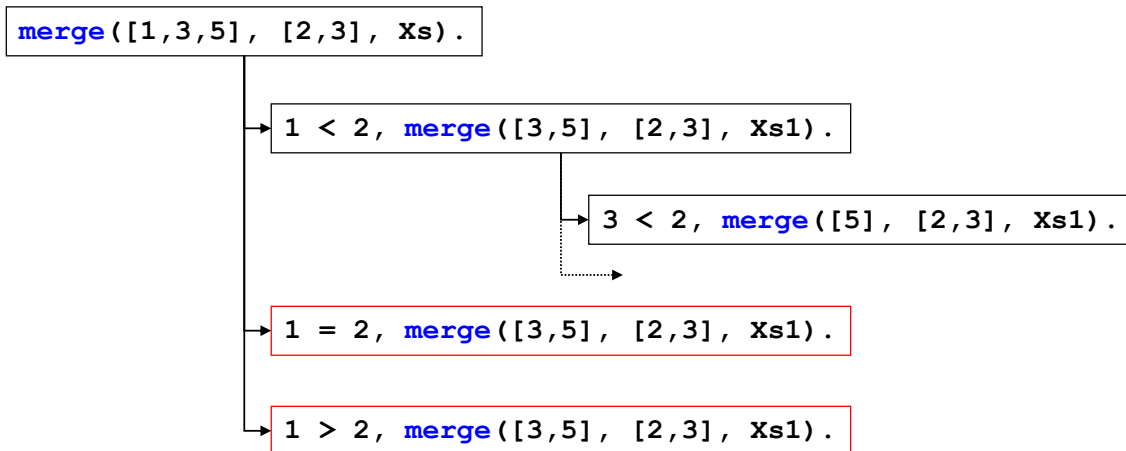 merge([1,3,5], [2,3], Xs).
1 < 2, merge([3,5], [2,3], Xs1).
3 < 2, merge([5], [2,3], Xs1).
1 = 2, merge([3,5], [2,3], Xs1).
1 > 2, merge([3,5], [2,3], Xs1).